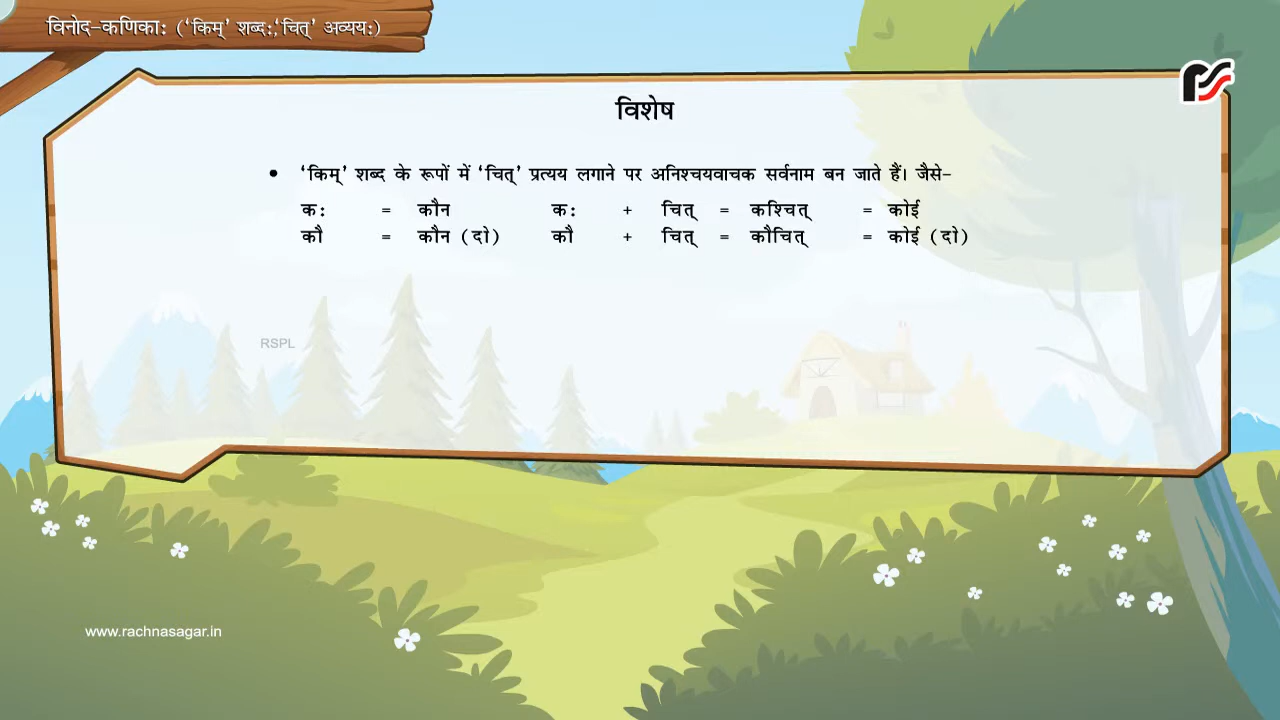 विनोद-कणिकाः (‘किम्’ शब्दः,‘चित्’ अव्ययः)
विशेष
• ‘किम्’ शब्द के रूपों में ‘चित्’ प्रत्यय लगाने पर अनिश्चयवाचक सर्वनाम बन जाते हैं। जैसे-
कः = कौन कः + चित् = कश्चित् = कोई
कौ = कौन (दो) कौ + चित् = कौचित् = कोई (दो)
RSPL
www.rachnasagar.in